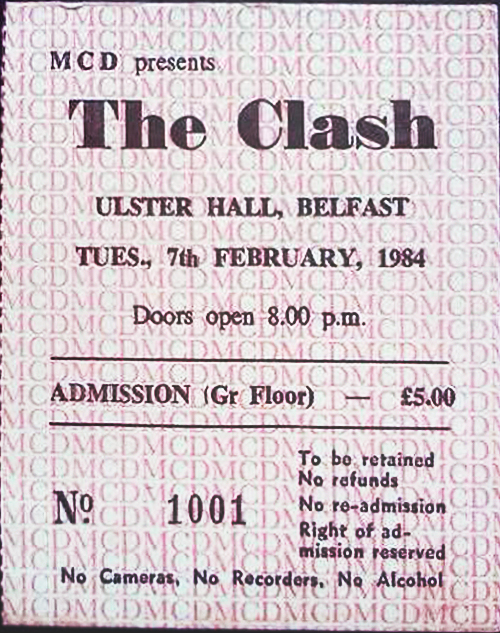 MCD presents
The Clash
ULSTER HALL, BELFAST
TUES., 7th FEBRUARY, 1984
Doors open 8.00 p.m.
ADMISSION (Gr Floor) — £5.00
To be retained
No refunds
Nº 1001
No re-admission
Right of ad-
mission reserved
No Cameras, No Recorders, No Alcohol